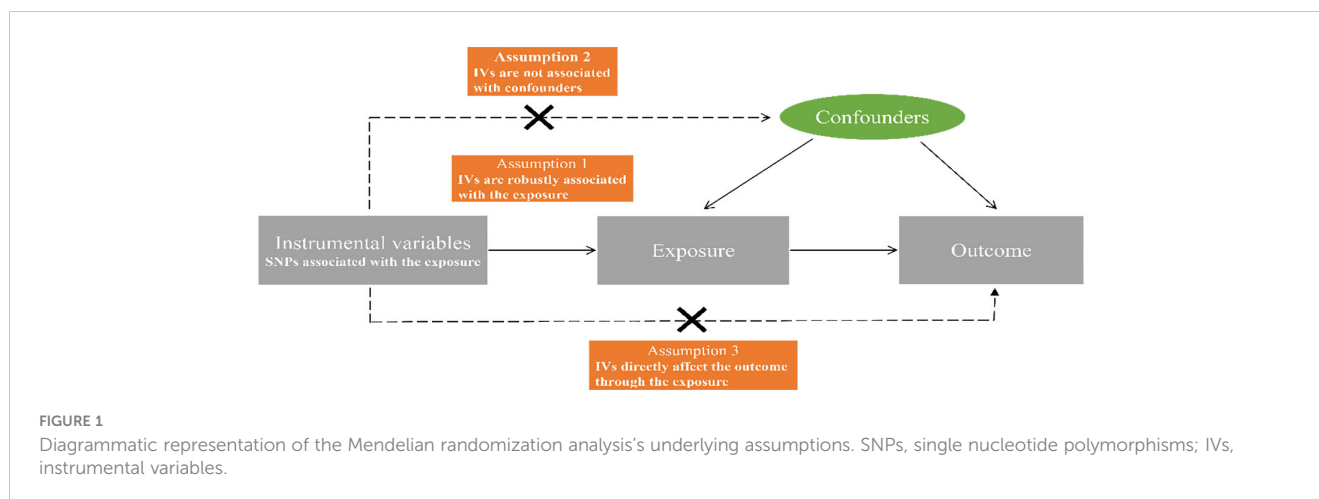 Assumption 2
IVs are not associated
with confounders
Confounders
Assumption 1
IVs are robustly associated
with the exposure
Instrumental variables
SNPs associated with the exposure
Exposure
Outcome
Assumption 3
IVs directly affect the outcome
through the exposure
FIGURE 1
Diagrammatic representation of the Mendelian randomization analysis's underlying assumptions. SNPs, single nucleotide polymorphisms; IVs,
instrumental variables.